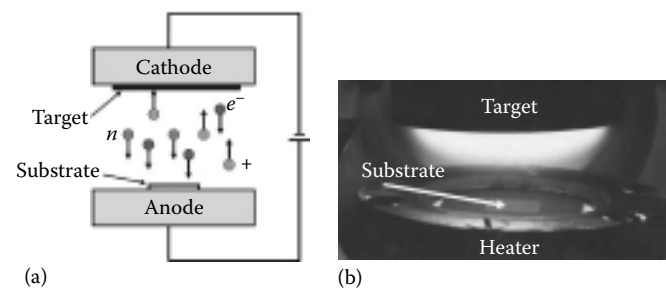 Cathode
Target
n
e⁻
+
Substrate
Anode
(a)
Target
Substrate
Heater
(b)